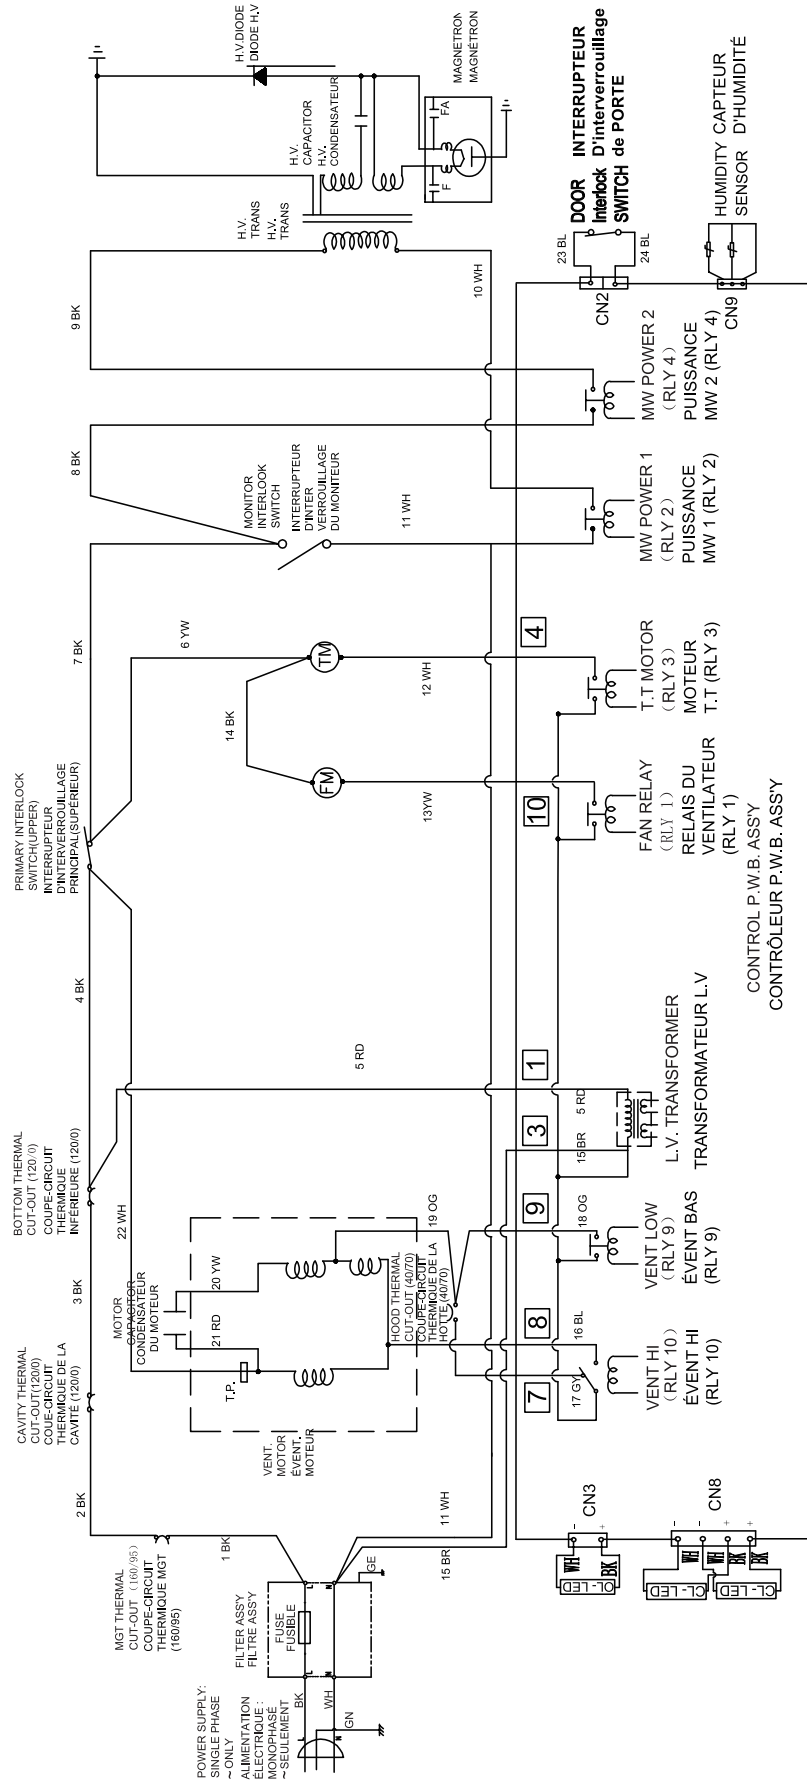 POWER SUPPLY:
SINGLE PHASE
~ ONLY
ALIMENTATION
ÉLECTRIQUE :
MONOPHASÉ
~ SEULEMENT
BK
WH
GN
L
N
FILTER ASS'Y
FILTRE ASS'Y
FUSE
FUSIBLE
L
N
L
N
GE
MGT THERMAL
CUT-OUT (160/95)
COUPE-CIRCUIT
THERMIQUE MGT
(160/95)
1 BK
11 WH
15 BR
2 BK
CAVITY THERMAL
CUT-OUT(120/0)
COUE-CIRCUIT
THERMIQUE DE LA
CAVITÉ (120/0)
3 BK
BOTTOM THERMAL
CUT-OUT (120/0)
COUPE-CIRCUIT
THERMIQUE
INFÉRIEURE (120/0)
4 BK
PRIMARY INTERLOCK
SWITCH(UPPER)
INTERRUPTEUR
D'INTERVERROUILLAGE
PRINCIPAL(SUPÉRIEUR)
VENT.
MOTOR
ÉVENT.
MOTEUR
MOTOR
CAPACITOR
CONDENSATEUR
DU MOTEUR
T.P.
21 RD
20 YW
22 WH
19 OG
HOOD THERMAL
CUT-OUT (40/70)
COUPE-CIRCUIT
THERMIQUE DE LA
HOTTE (40/70)
5 RD
7 BK
6 YW
14 BK
FM
TM
13YW
12 WH
MONITOR
INTERLOOK
SWITCH
INTERRUPTEUR
D'INTER
VERROUILLAGE
DU MONITEUR
11 WH
8 BK
9 BK
10 WH
H.V.
TRANS
H.V.
TRANS
H.V.
CAPACITOR
H.V.
CONDENSATEUR
H.V.DIODE
DIODE H.V
MAGNETRON
MAGNÉTRON
F
FA
7
8
9
3
1
10
4
17 GY
16 BL
18 OG
15 BR
5 RD
VENT HI
(RLY 10)
ÉVENT HI
(RLY 10)
VENT LOW
(RLY 9)
ÉVENT BAS
(RLY 9)
L.V. TRANSFORMER
TRANSFORMATEUR L.V
CONTROL P.W.B. ASS'Y
CONTRÔLEUR P.W.B. ASS'Y
FAN RELAY
(RLY 1)
RELAIS DU
VENTILATEUR
(RLY 1)
T.T MOTOR
(RLY 3)
MOTEUR
T.T (RLY 3)
MW POWER 1
(RLY 2)
PUISSANCE
MW 1 (RLY 2)
MW POWER 2
(RLY 4)
PUISSANCE
MW 2 (RLY 4)
CN2
23 BL
24 BL
DOOR INTERRUPTEUR
Interlock D'interverrouillage
SWITCH de PORTE
CN9
HUMIDITY CAPTEUR
SENSOR D'HUMIDITÉ
CN3
-
+
WH
BK
CL-LED
CN8
-
-
+
+
WH
WH
BK
BK
CL-LED
CL-LED